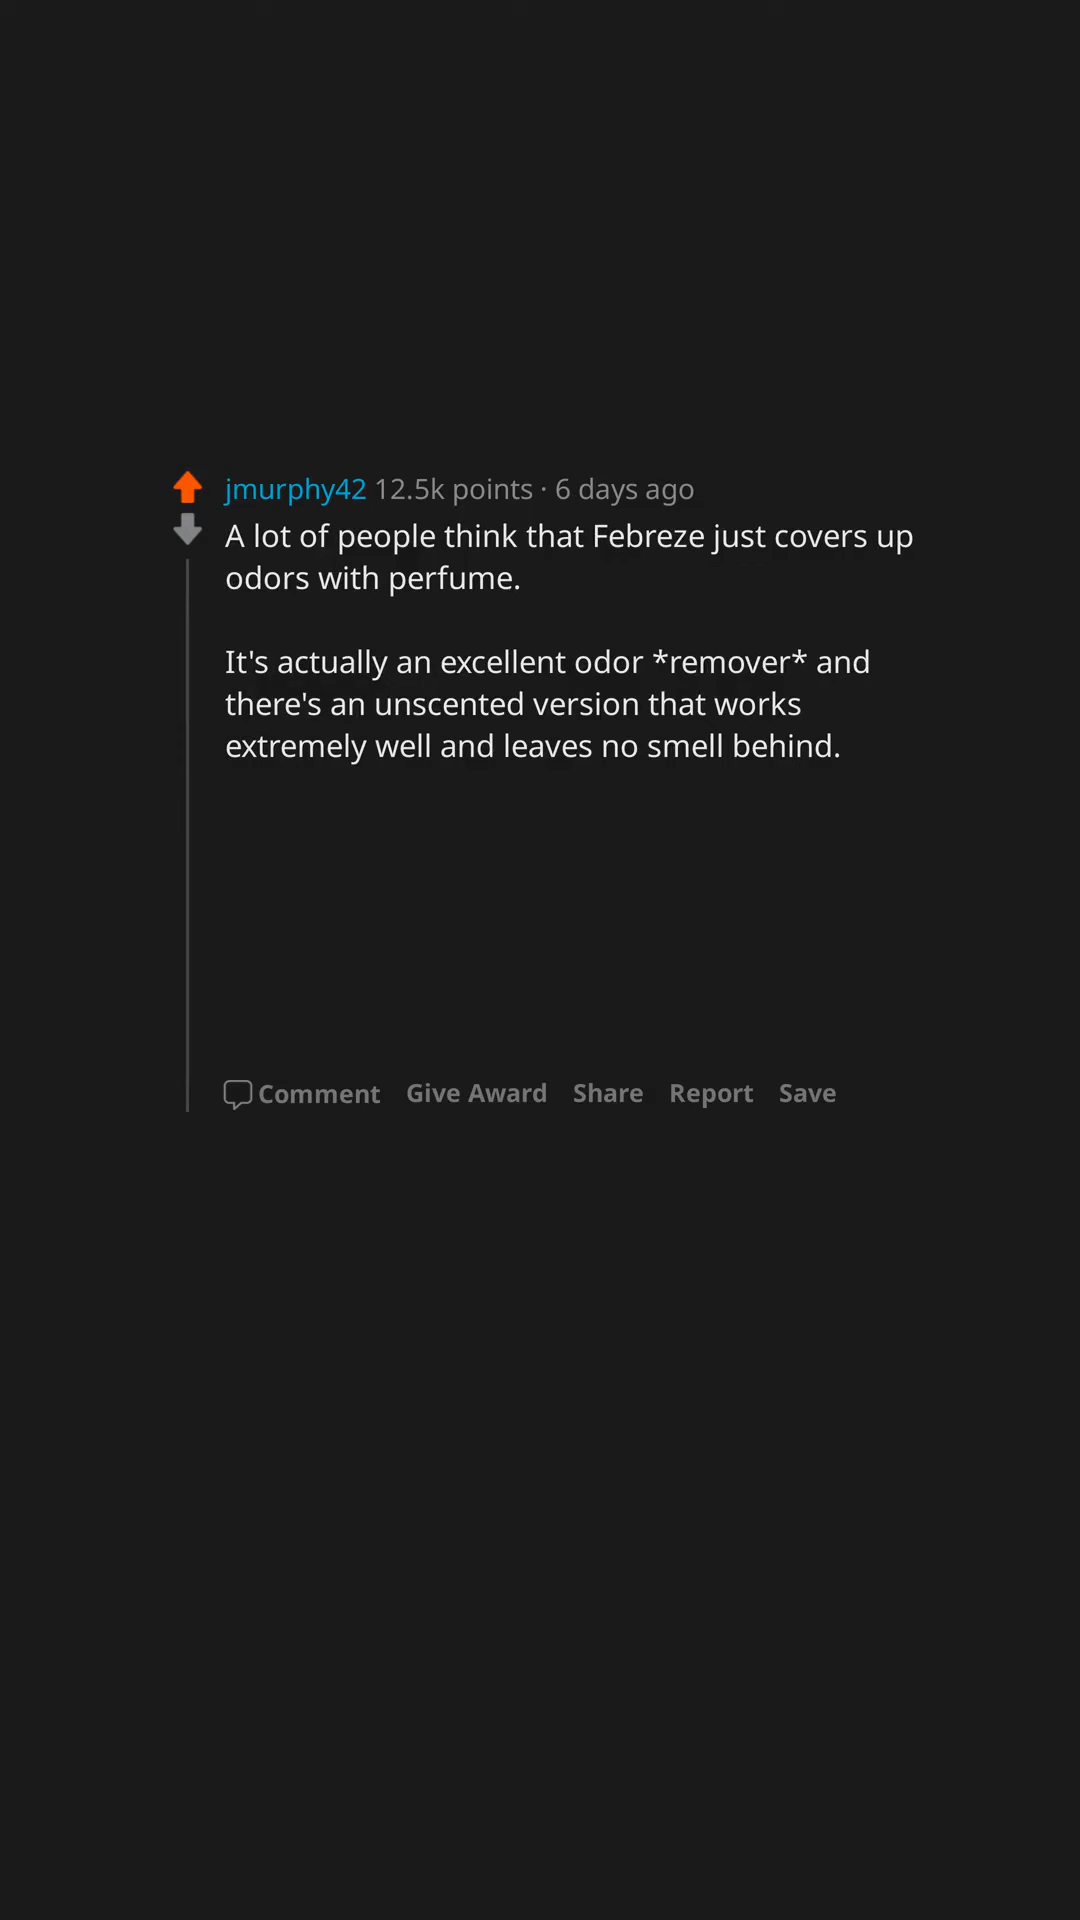 jmurphy42 12.5k points · 6 days ago
A lot of people think that Febreze just covers up
odors with perfume.
It's actually an excellent odor *remover* and
there's an unscented version that works
extremely well and leaves no smell behind.
Comment Give Award Share Report Save